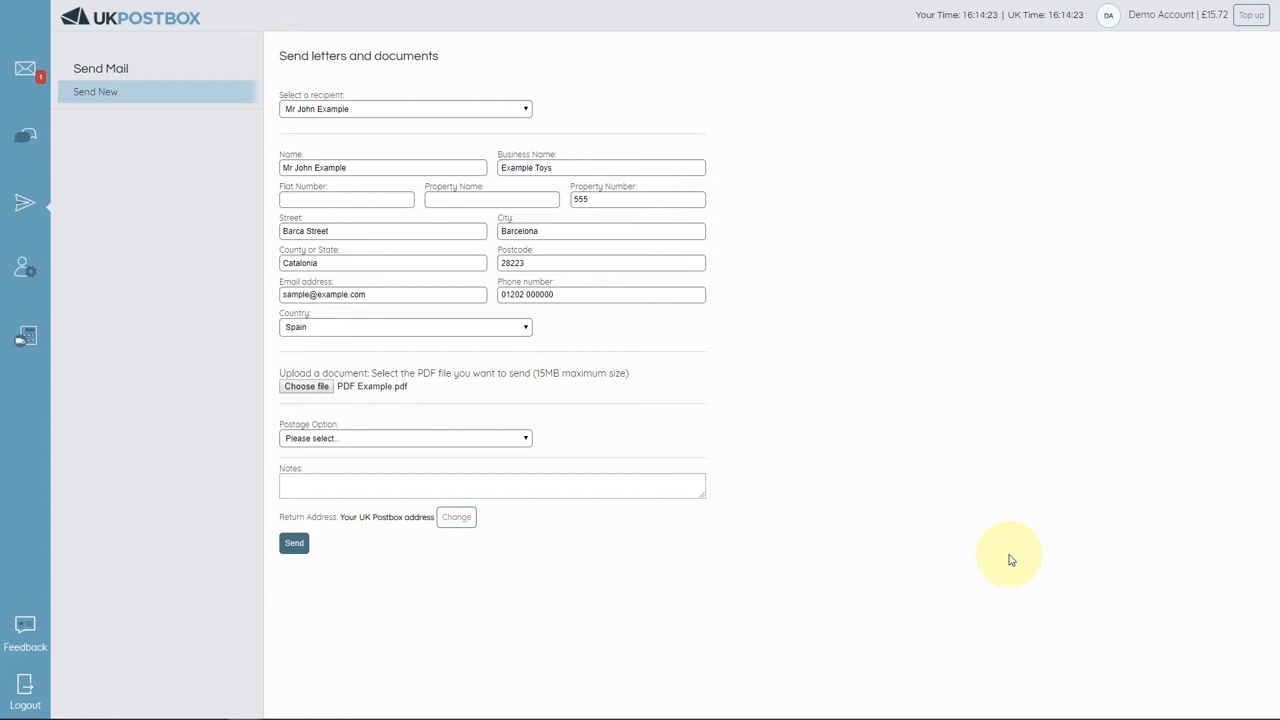 UKPOSTBOX
Your Time: 16:14:23 | UK Time: 16:14:23
DA
Demo Account | £15.72
Top up
1
Send Mail
Send New
Send letters and documents
Select a recipient:
Mr John Example
Name:
Business Name:
Mr John Example
Example Toys
Flat Number:
Property Name:
Property Number:
555
Street:
City:
Barca Street
Barcelona
County or State:
Postcode:
Catalonia
28223
Email address:
Phone number:
sample@example.com
01202 000000
Country:
Spain
Upload a document: Select the PDF file you want to send (15MB maximum size)
Choose file PDF Example.pdf
Postage Option:
Please select...
Notes:
Return Address: Your UK Postbox address Change
Send
Feedback
Logout